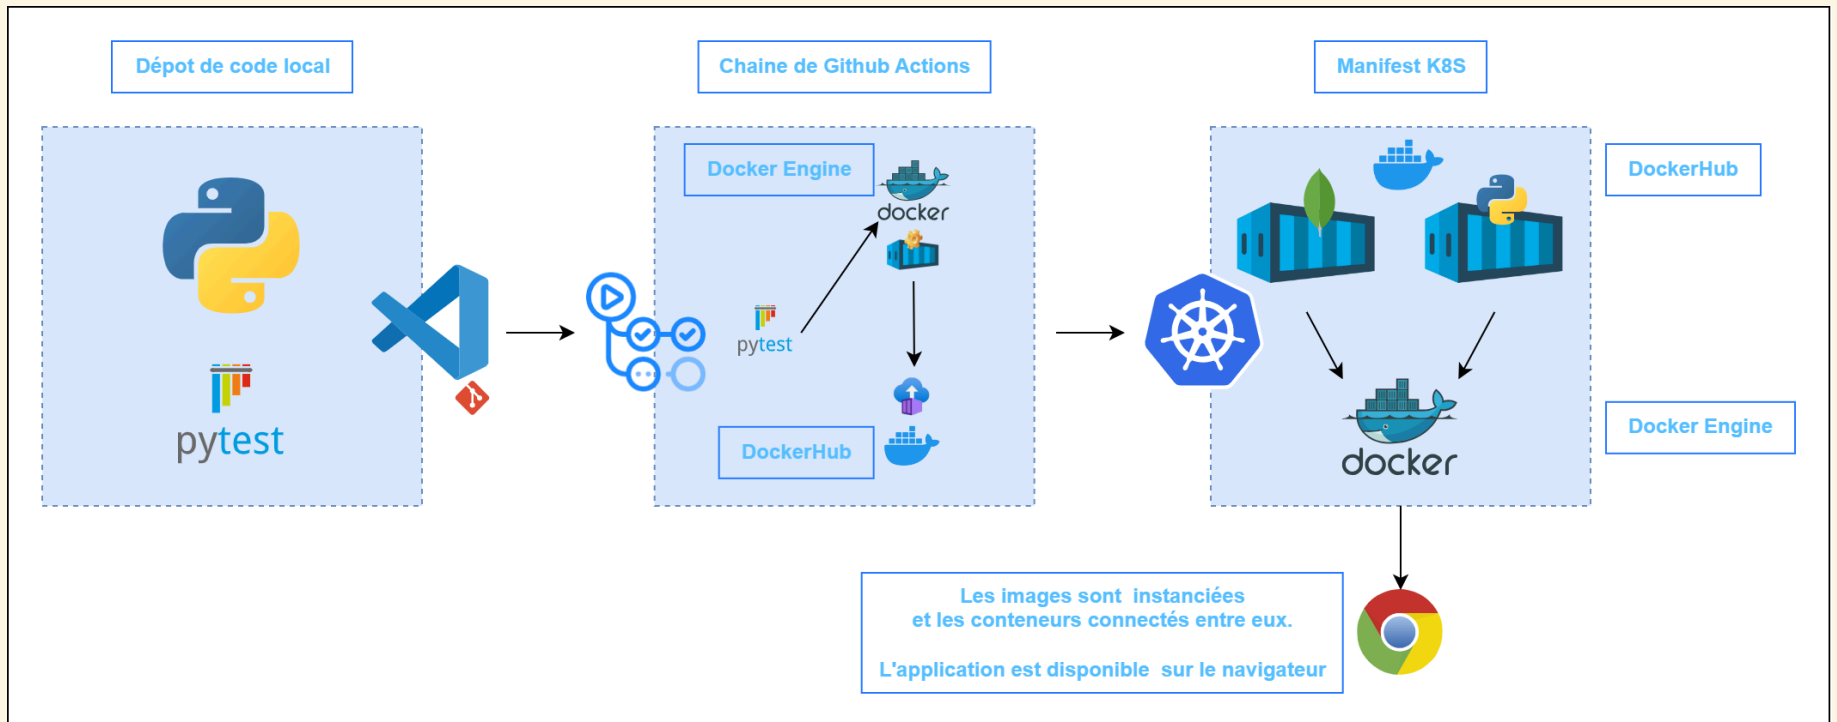 Dépot de code local
Chaine de Github Actions
Manifest K8S
Docker Engine
docker
DockerHub
pytest
pytest
DockerHub
docker
Docker Engine
Les images sont instanciées
et les conteneurs connectés entre eux.
L'application est disponible sur le navigateur